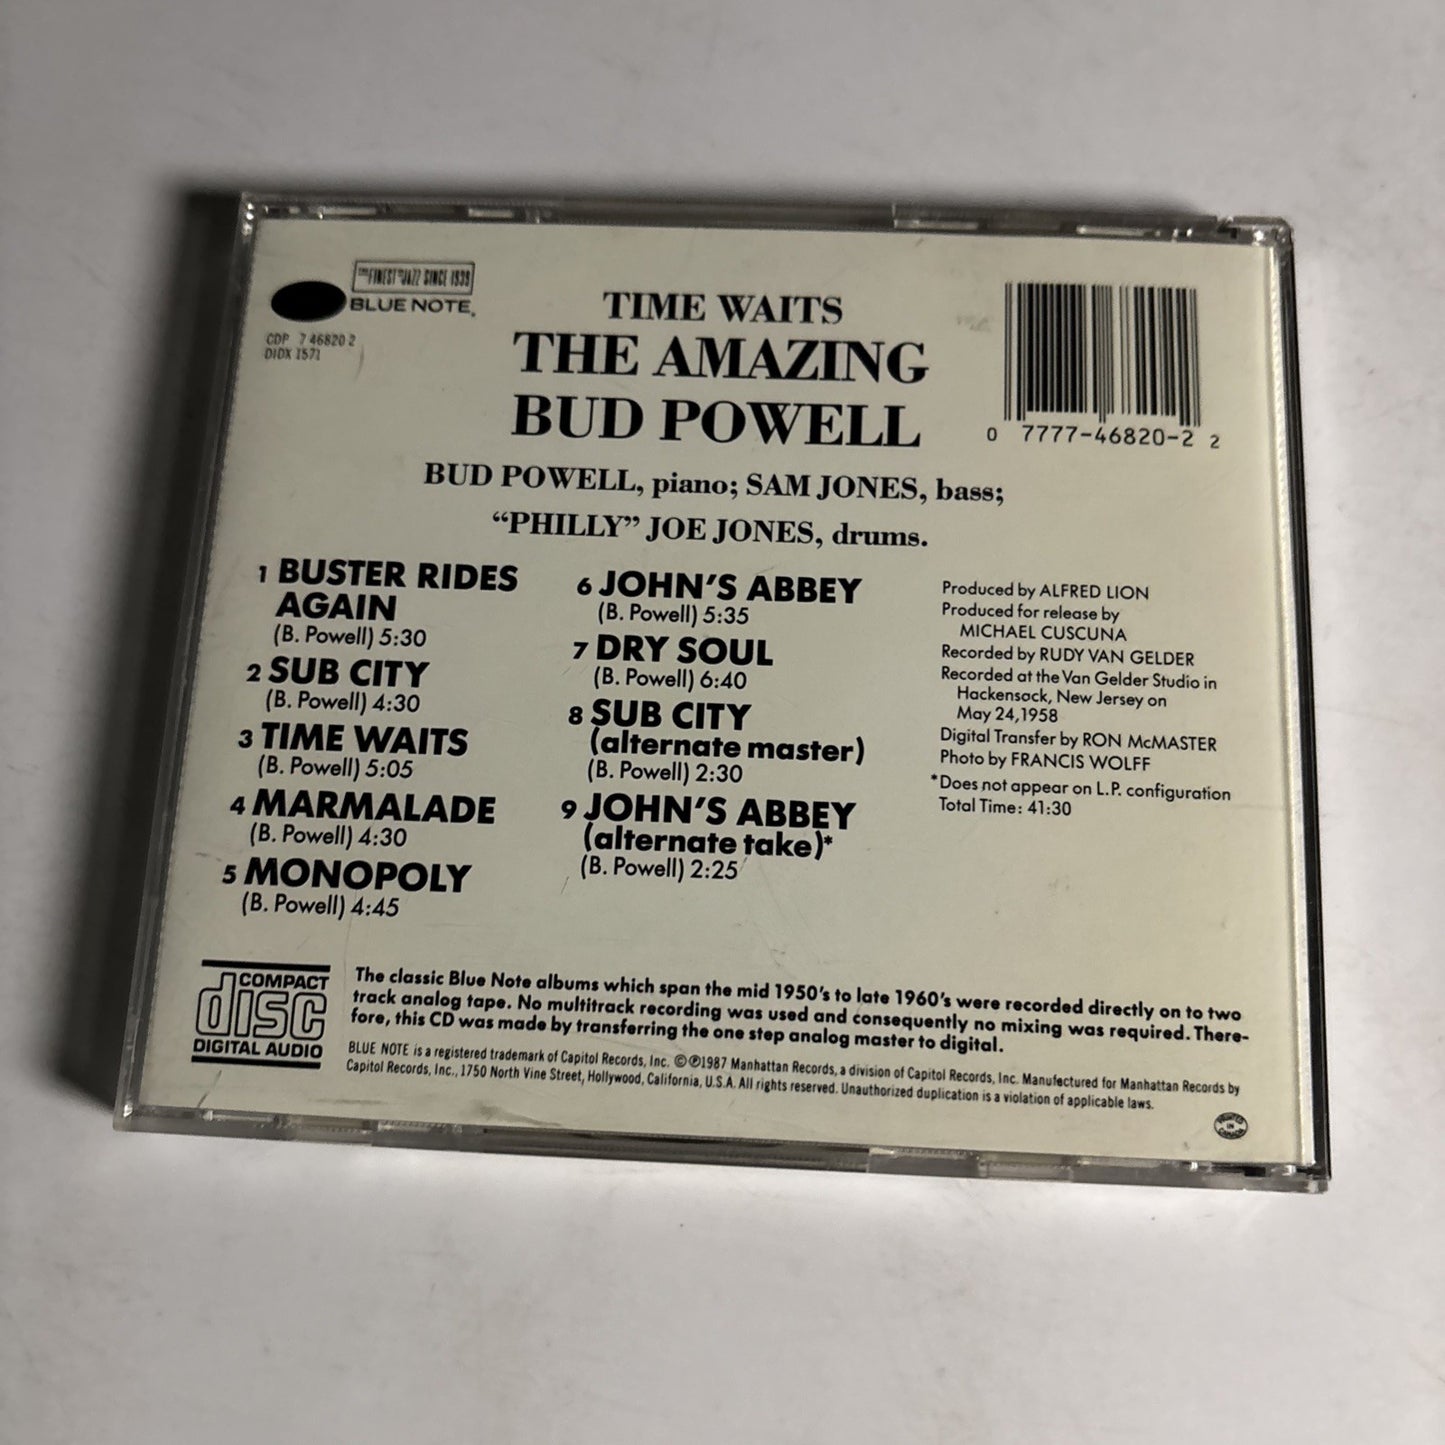 THE FINEST IN JAZZ SINCE 1939
BLUE NOTE
CDP 7 46820 2
DIDX 1571
TIME WAITS
THE AMAZING
BUD POWELL
0 7777-46820-2 2
BUD POWELL, piano; SAM JONES, bass;
“PHILLY” JOE JONES, drums.
1 BUSTER RIDES
AGAIN
(B. Powell) 5:30
2 SUB CITY
(B. Powell) 4:30
3 TIME WAITS
(B. Powell) 5:05
4 MARMALADE
(B. Powell) 4:30
5 MONOPOLY
(B. Powell) 4:45
6 JOHN’S ABBEY
(B. Powell) 5:35
7 DRY SOUL
(B. Powell) 6:40
8 SUB CITY
(alternate master)
(B. Powell) 2:30
9 JOHN’S ABBEY
(alternate take)*
(B. Powell) 2:25
Produced by ALFRED LION
Produced for release by
MICHAEL CUSCUNA
Recorded by RUDY VAN GELDER
Recorded at the Van Gelder Studio in
Hackensack, New Jersey on
May 24,1958
Digital Transfer by RON McMASTER
Photo by FRANCIS WOLFF
*Does not appear on L.P. configuration
Total Time: 41:30
COMPACT
disc
DIGITAL AUDIO
The classic Blue Note albums which span the mid 1950’s to late 1960’s were recorded directly on to two
track analog tape. No multitrack recording was used and consequently no mixing was required. There-
fore, this CD was made by transferring the one step analog master to digital.
BLUE NOTE is a registered trademark of Capitol Records, Inc. ©℗1987 Manhattan Records, a division of Capitol Records, Inc. Manufactured for Manhattan Records by
Capitol Records, Inc., 1750 North Vine Street, Hollywood, California, U.S.A. All rights reserved. Unauthorized duplication is a violation of applicable laws.
PRINTED
IN
CANADA